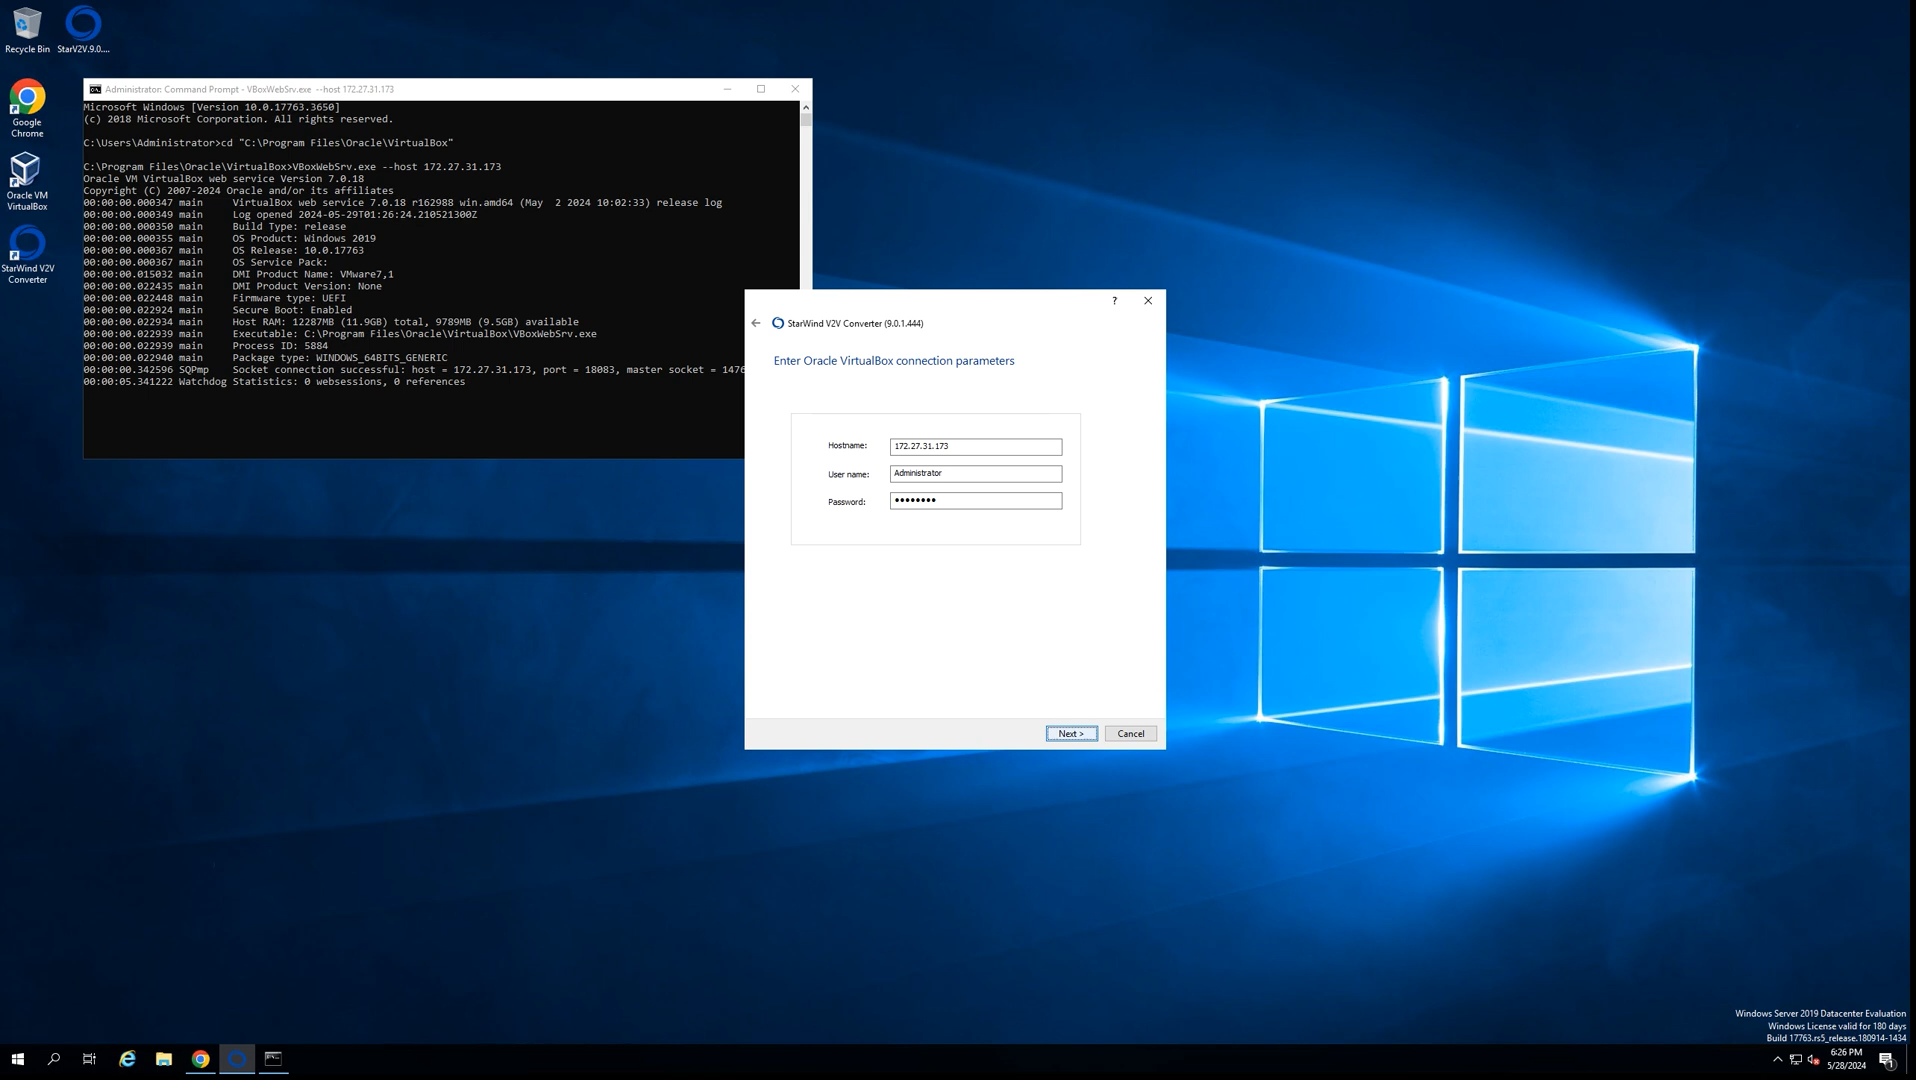 Recycle Bin
StarV2V.9.0....
Google
Chrome
Oracle VM
VirtualBox
StarWind V2V
Converter
Administrator: Command Prompt - VBoxWebSrv.exe --host 172.27.31.173
Microsoft Windows [Version 10.0.17763.3650]
(c) 2018 Microsoft Corporation. All rights reserved.
C:\Users\Administrator>cd "C:\Program Files\Oracle\VirtualBox"
C:\Program Files\Oracle\VirtualBox>VBoxWebSrv.exe --host 172.27.31.173
Oracle VM VirtualBox web service Version 7.0.18
Copyright (C) 2007-2024 Oracle and/or its affiliates
00:00:00.000347 main     VirtualBox web service 7.0.18 r162988 win.amd64 (May  2 2024 10:02:33) release log
00:00:00.000349 main     Log opened 2024-05-29T01:26:24.210521300Z
00:00:00.000350 main     Build Type: release
00:00:00.000355 main     OS Product: Windows 2019
00:00:00.000367 main     OS Release: 10.0.17763
00:00:00.000367 main     OS Service Pack:
00:00:00.015032 main     DMI Product Name: VMware7,1
00:00:00.022435 main     DMI Product Version: None
00:00:00.022448 main     Firmware type: UEFI
00:00:00.022924 main     Secure Boot: Enabled
00:00:00.022934 main     Host RAM: 12287MB (11.9GB) total, 9789MB (9.5GB) available
00:00:00.022939 main     Executable: C:\Program Files\Oracle\VirtualBox\VBoxWebSrv.exe
00:00:00.022939 main     Process ID: 5884
00:00:00.022940 main     Package type: WINDOWS_64BITS_GENERIC
00:00:00.342596 SQPmp    Socket connection successful: host = 172.27.31.173, port = 18083, master socket = 1476
00:00:05.341222 Watchdog Statistics: 0 websessions, 0 references
?
StarWind V2V Converter (9.0.1.444)
Enter Oracle VirtualBox connection parameters
Hostname: 172.27.31.173
User name: Administrator
Password: ••••••••
Next >
Cancel
Windows Server 2019 Datacenter Evaluation
Windows License valid for 180 days
Build 17763.rs5_release.180914-1434
6:26 PM
5/28/2024
1